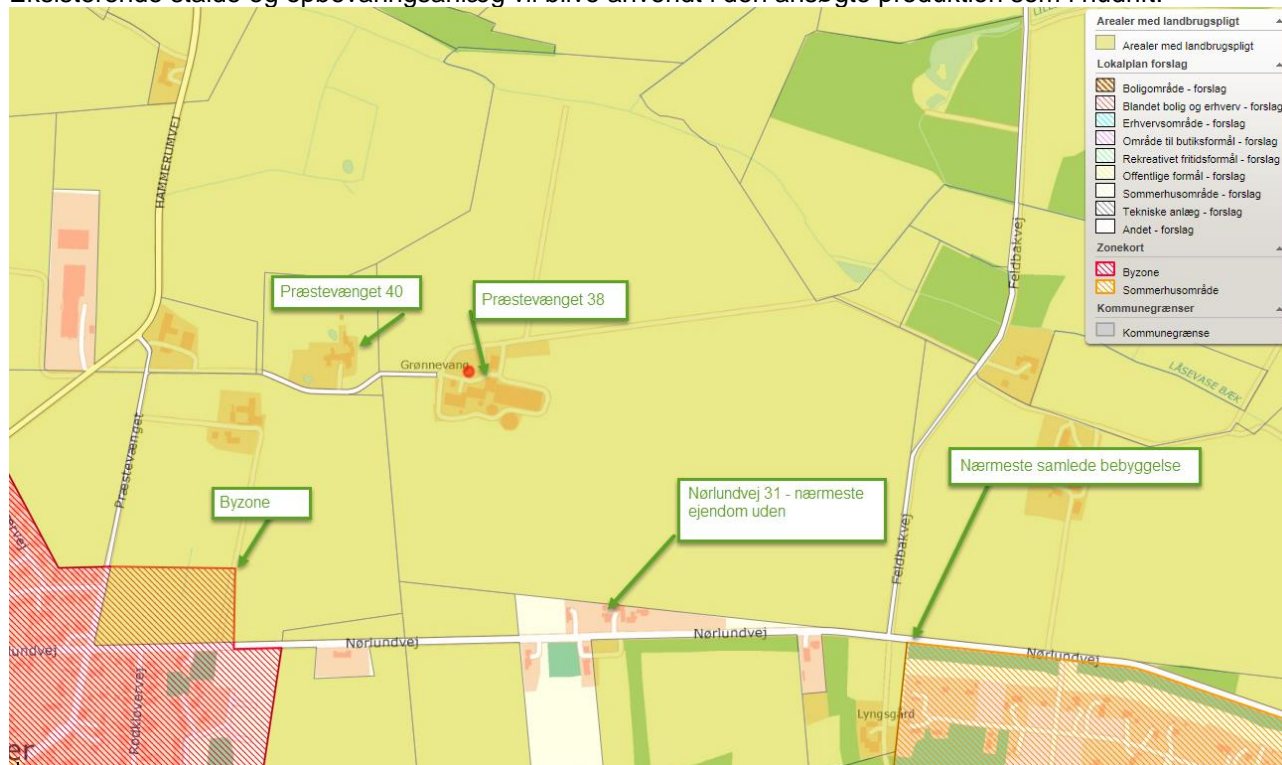 Eksisterende stalde og opbevaringsanlæg vil blive anvendt i den ansøgte produktion som i nudrift.
Arealer med landbrugspligt
Arealer med landbrugspligt
Lokalplan forslag
Boligområde - forslag
Blandet bolig og erhverv - forslag
Erhvervsområde - forslag
Område til butiksformål - forslag
Rekreativet fritidsformål - forslag
Offentlige formål - forslag
Sommerhusområde - forslag
Tekniske anlæg - forslag
Andet - forslag
Zonekort
Byzone
Sommerhusområde
Kommunegrænser
Kommunegrænse
HAMMERUMVEJ
Feldbakvej
Præstevænget 40
Præstevænget 38
Grønnevang
LÅSEVASE BÆK
Præstevænget
Byzone
Nørlundvej 31 - nærmeste
ejendom uden
Nærmeste samlede bebyggelse
Feldbakvej
Nørlundvej
Nørlundvej
Nørlundvej
lundvej
Rødkløvervej
Lyngsgård
er